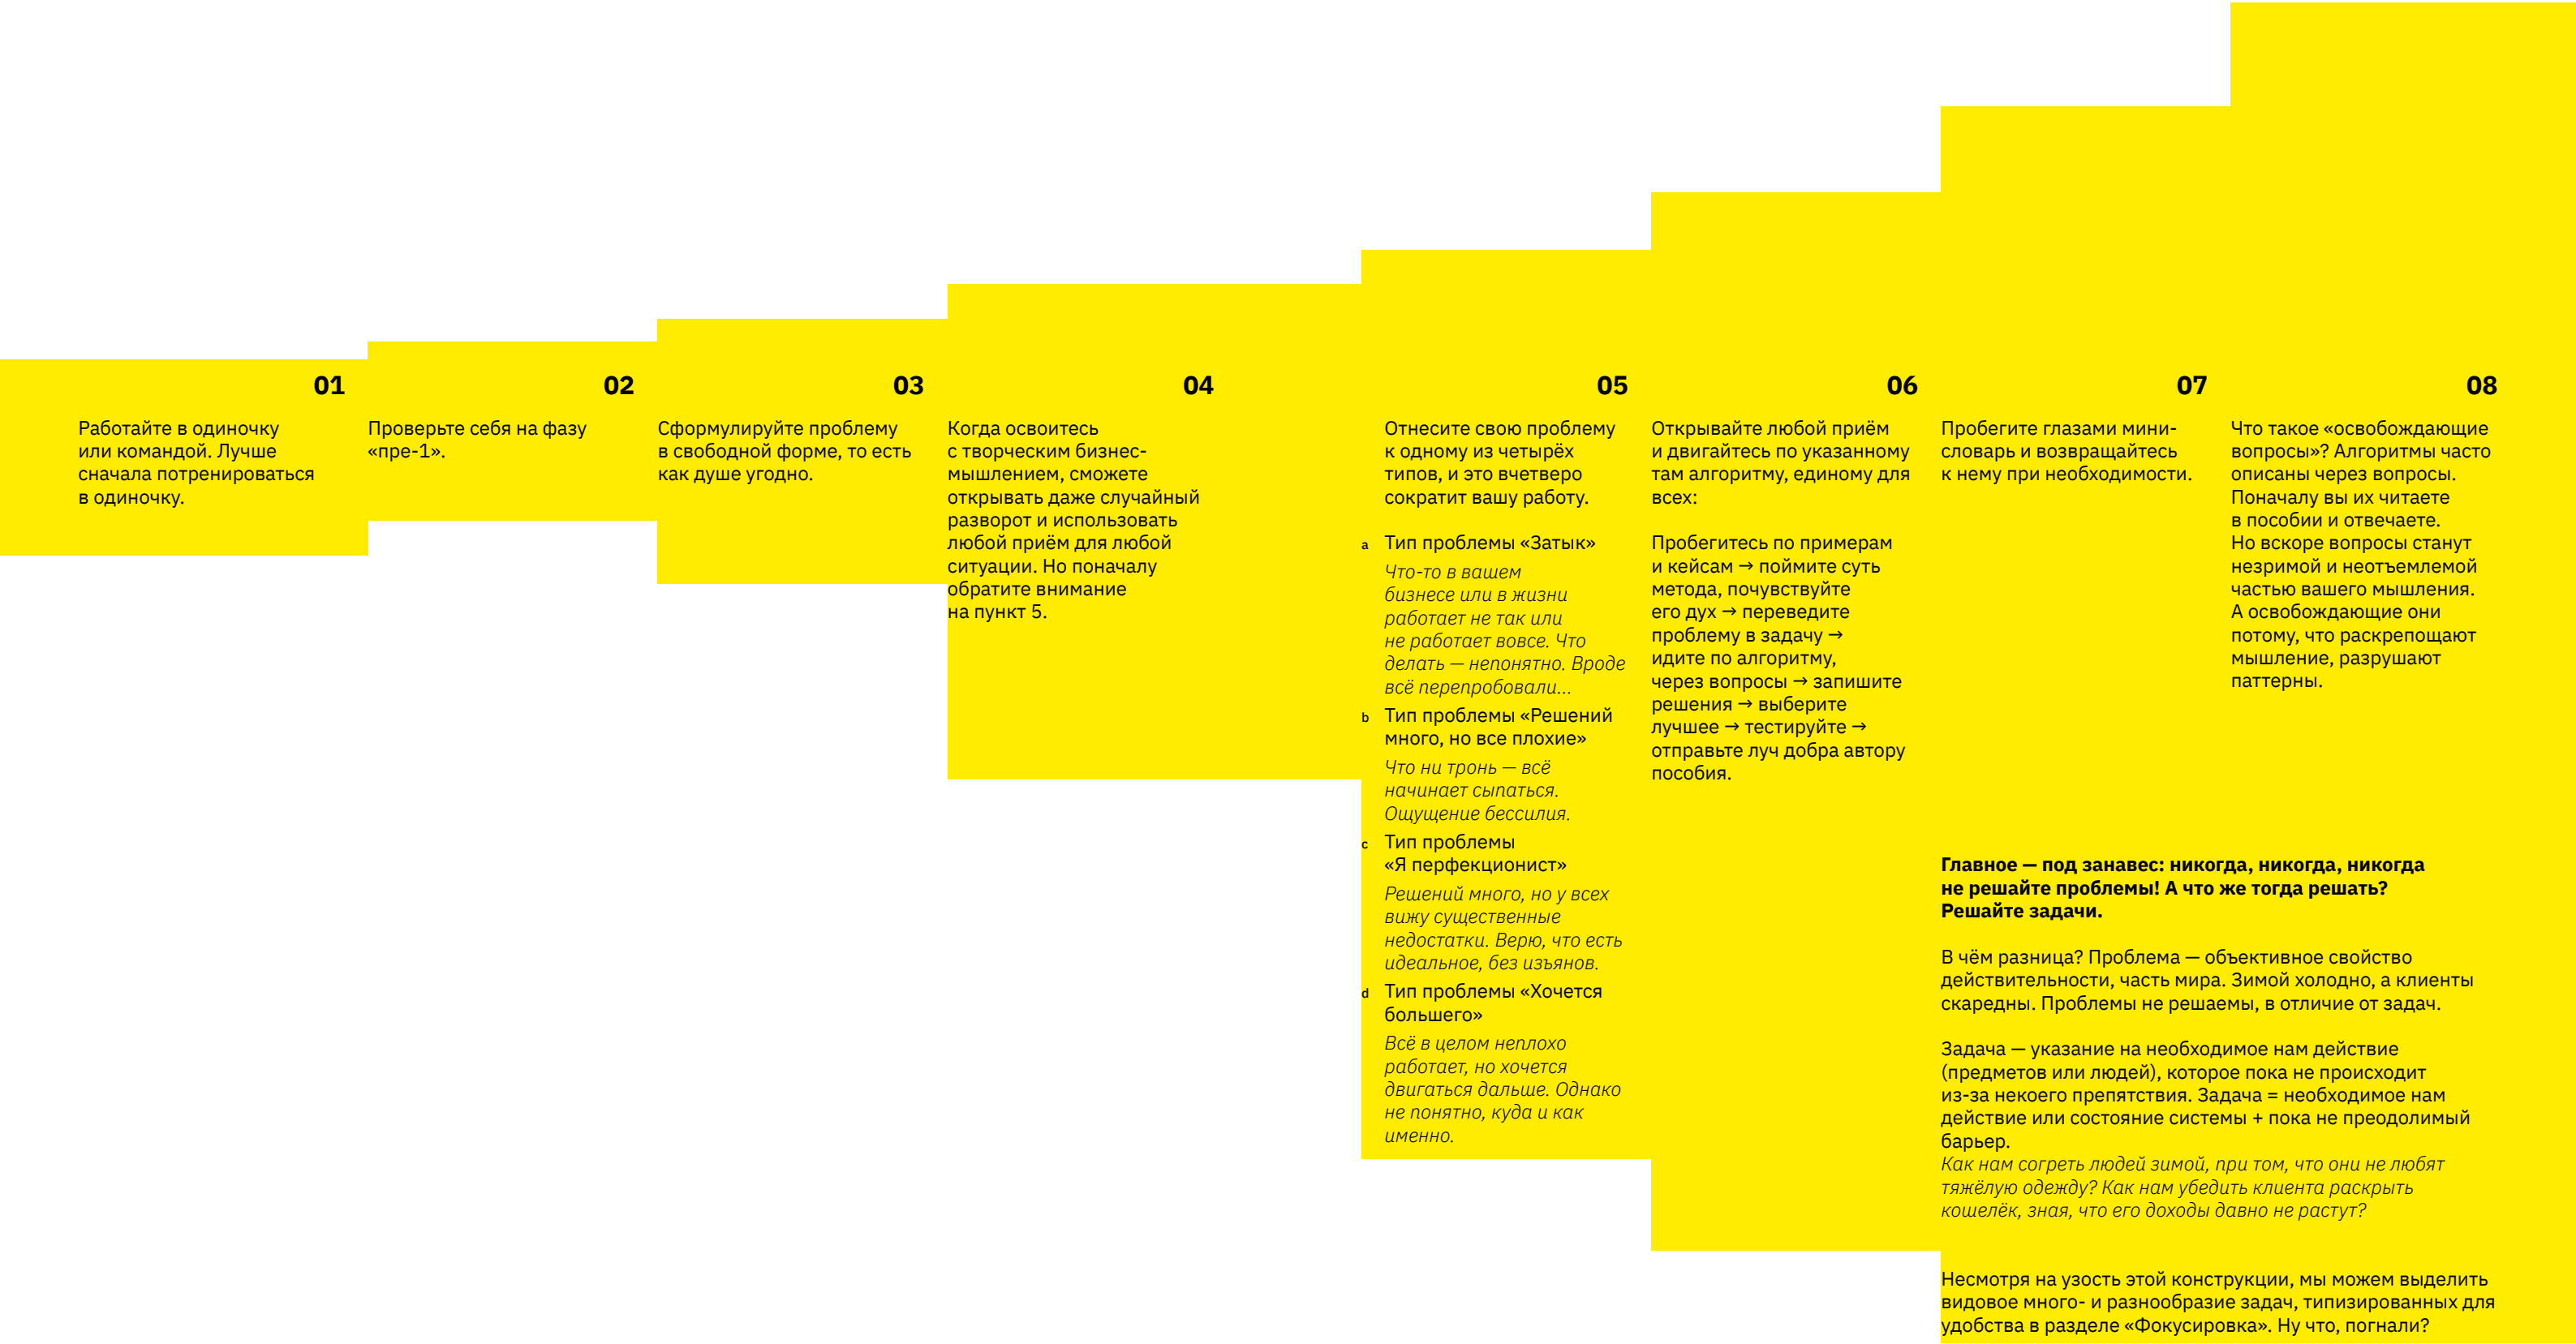 01
Работайте в одиночку
или командой. Лучше
сначала потренироваться
в одиночку.
02
Проверьте себя на фазу
«пре-1».
03
Сформулируйте проблему
в свободной форме, то есть
как душе угодно.
04
Когда освоитесь
с творческим бизнес-
мышлением, сможете
открывать даже случайный
разворот и использовать
любой приём для любой
ситуации. Но поначалу
обратите внимание
на пункт 5.
05
Отнесите свою проблему
к одному из четырёх
типов, и это вчетверо
сократит вашу работу.
a Тип проблемы «Затык»
Что-то в вашем
бизнесе или в жизни
работает не так или
не работает вовсе. Что
делать — непонятно. Вроде
всё перепробовали...
b Тип проблемы «Решений
много, но все плохие»
Что ни тронь — всё
начинает сыпаться.
Ощущение бессилия.
c Тип проблемы
«Я перфекционист»
Решений много, но у всех
вижу существенные
недостатки. Верю, что есть
идеальное, без изъянов.
d Тип проблемы «Хочется
большего»
Всё в целом неплохо
работает, но хочется
двигаться дальше. Однако
не понятно, куда и как
именно.
06
Открывайте любой приём
и двигайтесь по указанному
там алгоритму, единому для
всех:
Пробегитесь по примерам
и кейсам → поймите суть
метода, почувствуйте
его дух → переведите
проблему в задачу →
идите по алгоритму,
через вопросы → запишите
решения → выберите
лучшее → тестируйте →
отправьте луч добра автору
пособия.
07
Пробегите глазами мини-
словарь и возвращайтесь
к нему при необходимости.
08
Что такое «освобождающие
вопросы»? Алгоритмы часто
описаны через вопросы.
Поначалу вы их читаете
в пособии и отвечаете.
Но вскоре вопросы станут
незримой и неотъемлемой
частью вашего мышления.
А освобождающие они
потому, что раскрепощают
мышление, разрушают
паттерны.
Главное — под занавес: никогда, никогда, никогда
не решайте проблемы! А что же тогда решать?
Решайте задачи.
В чём разница? Проблема — объективное свойство
действительности, часть мира. Зимой холодно, а клиенты
скаредны. Проблемы не решаемы, в отличие от задач.
Задача — указание на необходимое нам действие
(предметов или людей), которое пока не происходит
из-за некоего препятствия. Задача = необходимое нам
действие или состояние системы + пока не преодолимый
барьер.
Как нам согреть людей зимой, при том, что они не любят
тяжёлую одежду? Как нам убедить клиента раскрыть
кошелёк, зная, что его доходы давно не растут?
Несмотря на узость этой конструкции, мы можем выделить
видовое много- и разнообразие задач, типизированных для
удобства в разделе «Фокусировка». Ну что, погнали?